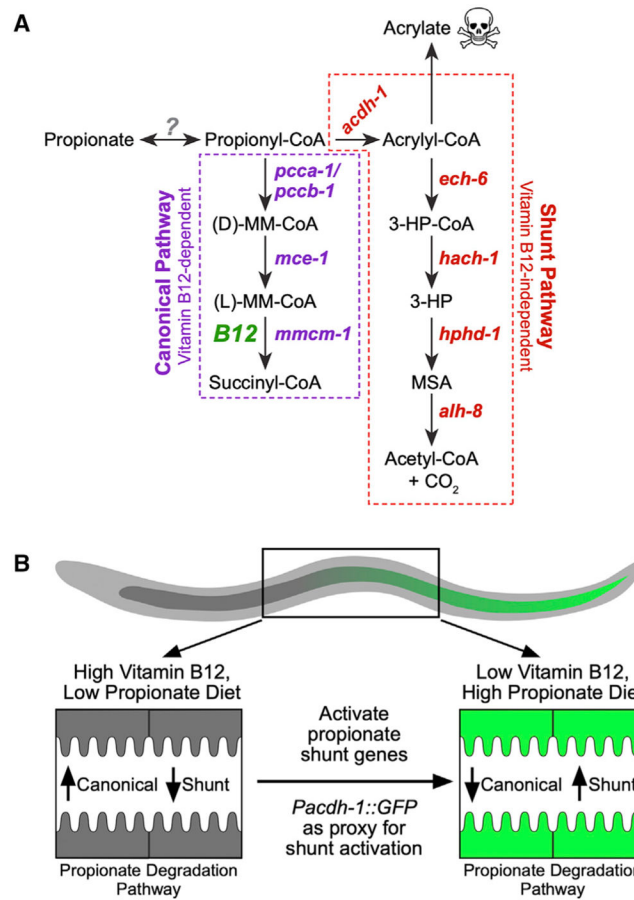 A
Acrylate
acdh-1
Propionate
?
Propionyl-CoA
Acrylyl-CoA
Canonical Pathway
Vitamin B12-dependent
pcca-1/
pccb-1
(D)-MM-CoA
mce-1
(L)-MM-CoA
B12
mmcm-1
Succinyl-CoA
ech-6
3-HP-CoA
hach-1
3-HP
hphd-1
MSA
alh-8
Acetyl-CoA
+ CO2
Shunt Pathway
Vitamin B12-independent
B
High Vitamin B12,
Low Propionate Diet
Canonical
Shunt
Propionate Degradation
Pathway
Activate
propionate
shunt genes
Pacdh-1::GFP
as proxy for
shunt activation
Low Vitamin B12,
High Propionate Die
Canonical
Shunt
Propionate Degradation
Pathway